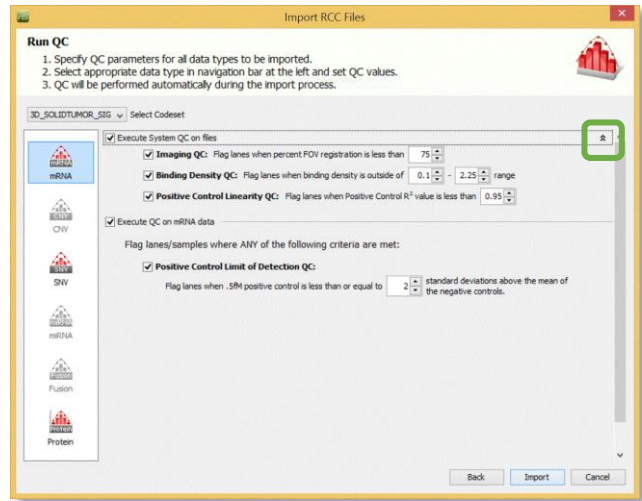 Import RCC Files
Run QC
1. Specify QC parameters for all data types to be imported.
2. Select appropriate data type in navigation bar at the left and set QC values.
3. QC will be performed automatically during the import process.
3D_SOLIDTUMOR_SIG Select Codeset
Execute System QC on files
Imaging QC: Flag lanes when percent FOV registration is less than 75
Binding Density QC: Flag lanes when binding density is outside of 0.1 - 2.25 range
Positive Control Linearity QC: Flag lanes when Positive Control R² value is less than 0.95
Execute QC on mRNA data
Flag lanes/samples where ANY of the following criteria are met:
Positive Control Limit of Detection QC:
Flag lanes when .5fM positive control is less than or equal to 2 standard deviations above the mean of
the negative controls.
mRNA
mRNA
CNV
CNV
SNV
SNV
miRNA
miRNA
Fusion
Fusion
Protein
Protein
Back Import Cancel